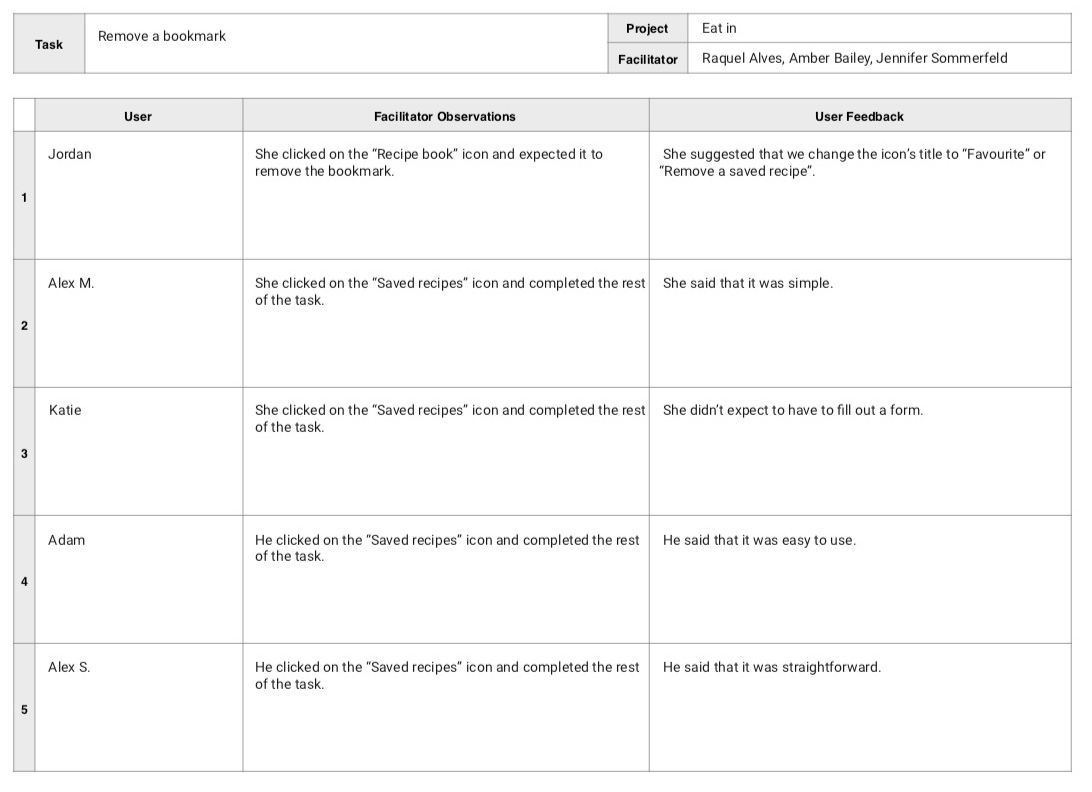 Task
Remove a bookmark
Project
Eat in
Facilitator
Raquel Alves, Amber Bailey, Jennifer Sommerfeld
User
Facilitator Observations
User Feedback
1
Jordan
She clicked on the “Recipe book” icon and expected it to
remove the bookmark.
She suggested that we change the icon’s title to “Favourite” or
“Remove a saved recipe”.
2
Alex M.
She clicked on the “Saved recipes” icon and completed the rest
of the task.
She said that it was simple.
3
Katie
She clicked on the “Saved recipes” icon and completed the rest
of the task.
She didn’t expect to have to fill out a form.
4
Adam
He clicked on the “Saved recipes” icon and completed the rest
of the task.
He said that it was easy to use.
5
Alex S.
He clicked on the “Saved recipes” icon and completed the rest
of the task.
He said that it was straightforward.